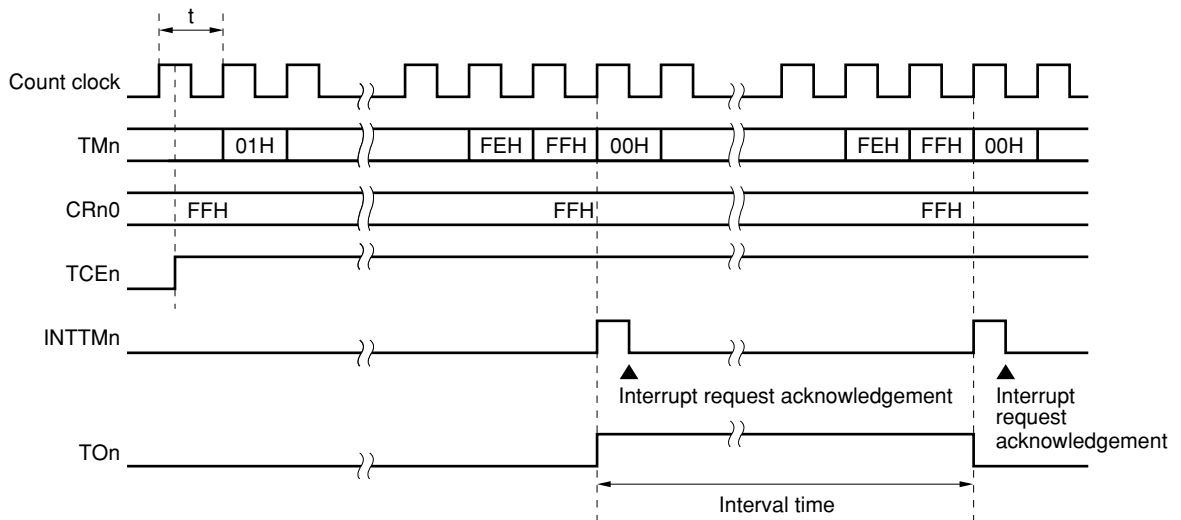 t
Count clock
TMn 01H FEH FFH 00H FEH FFH 00H
CRn0 FFH FFH FFH
TCEn
INTTMn
Interrupt request acknowledgement
Interrupt
request
acknowledgement
TOn
Interval time